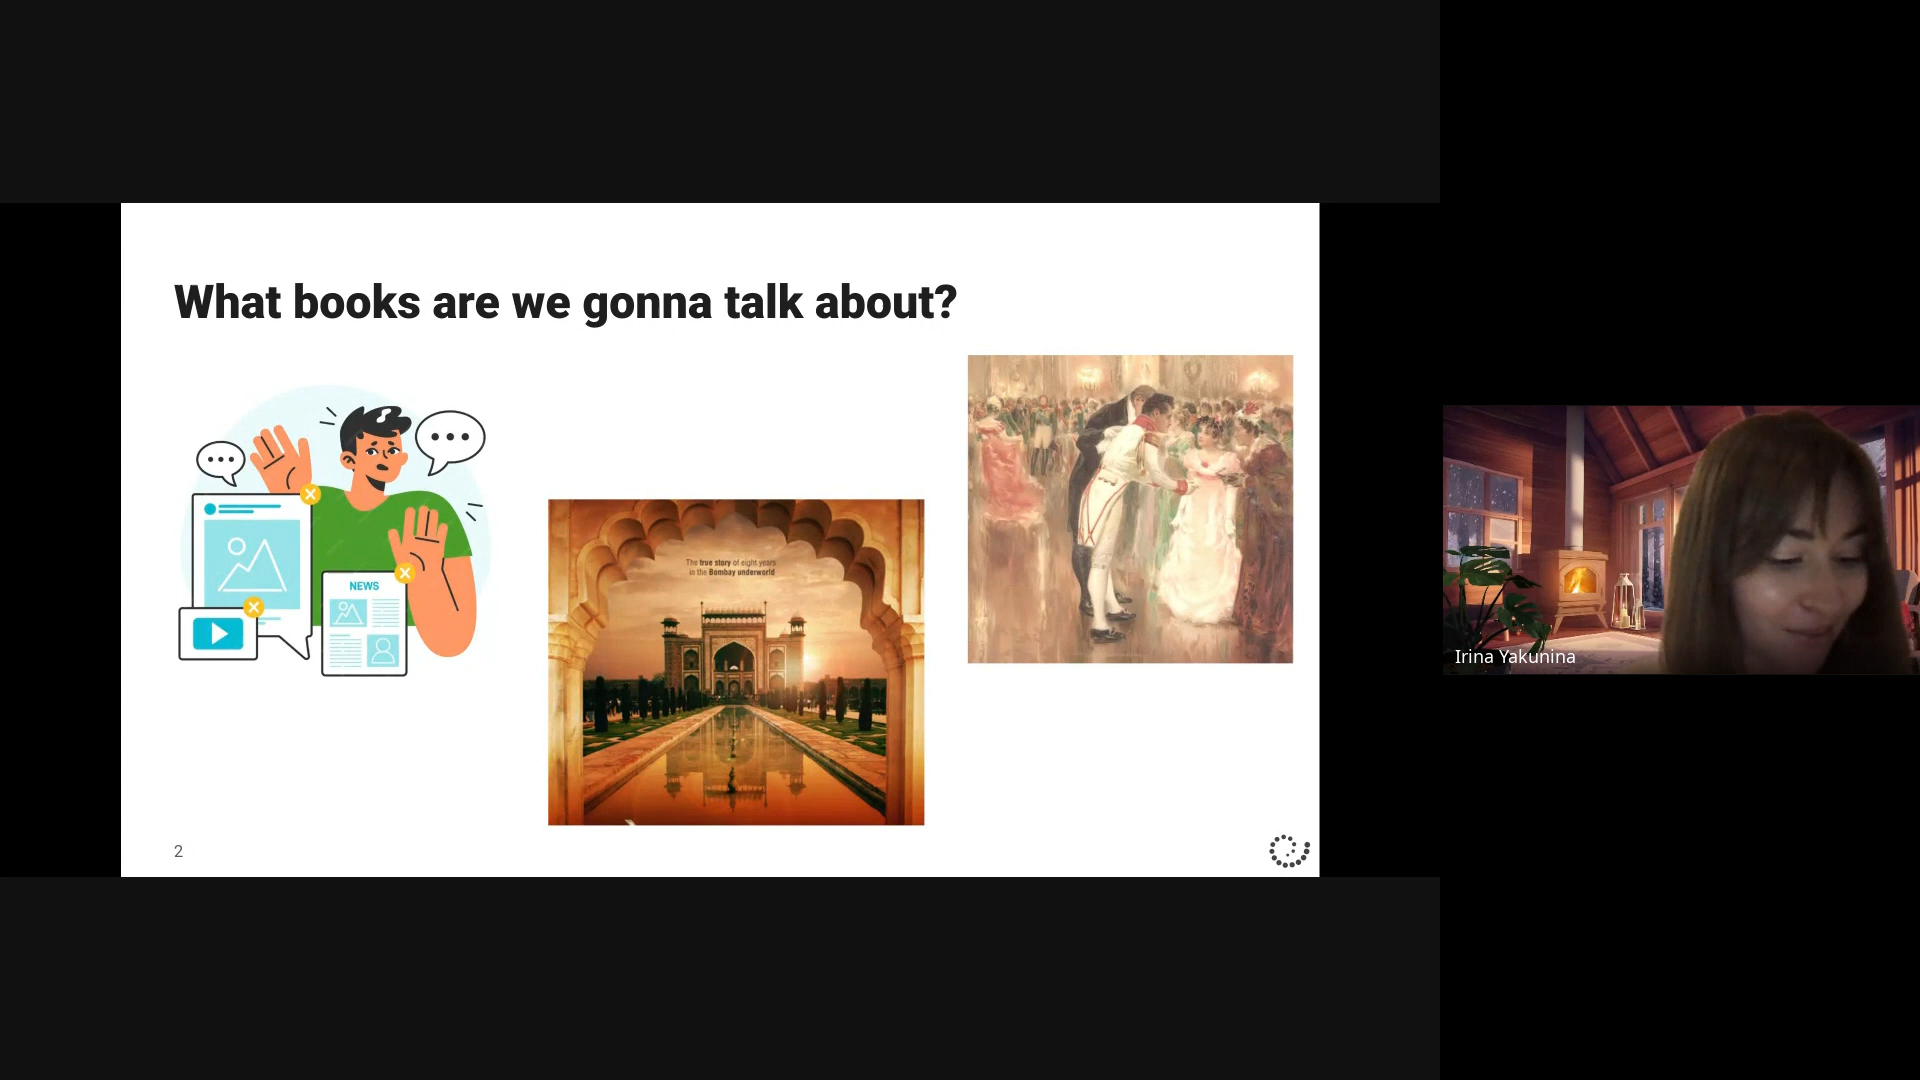 What books are we gonna talk about?
NEWS
The true story of eight years
in the Bombay underworld
2
Irina Yakunina